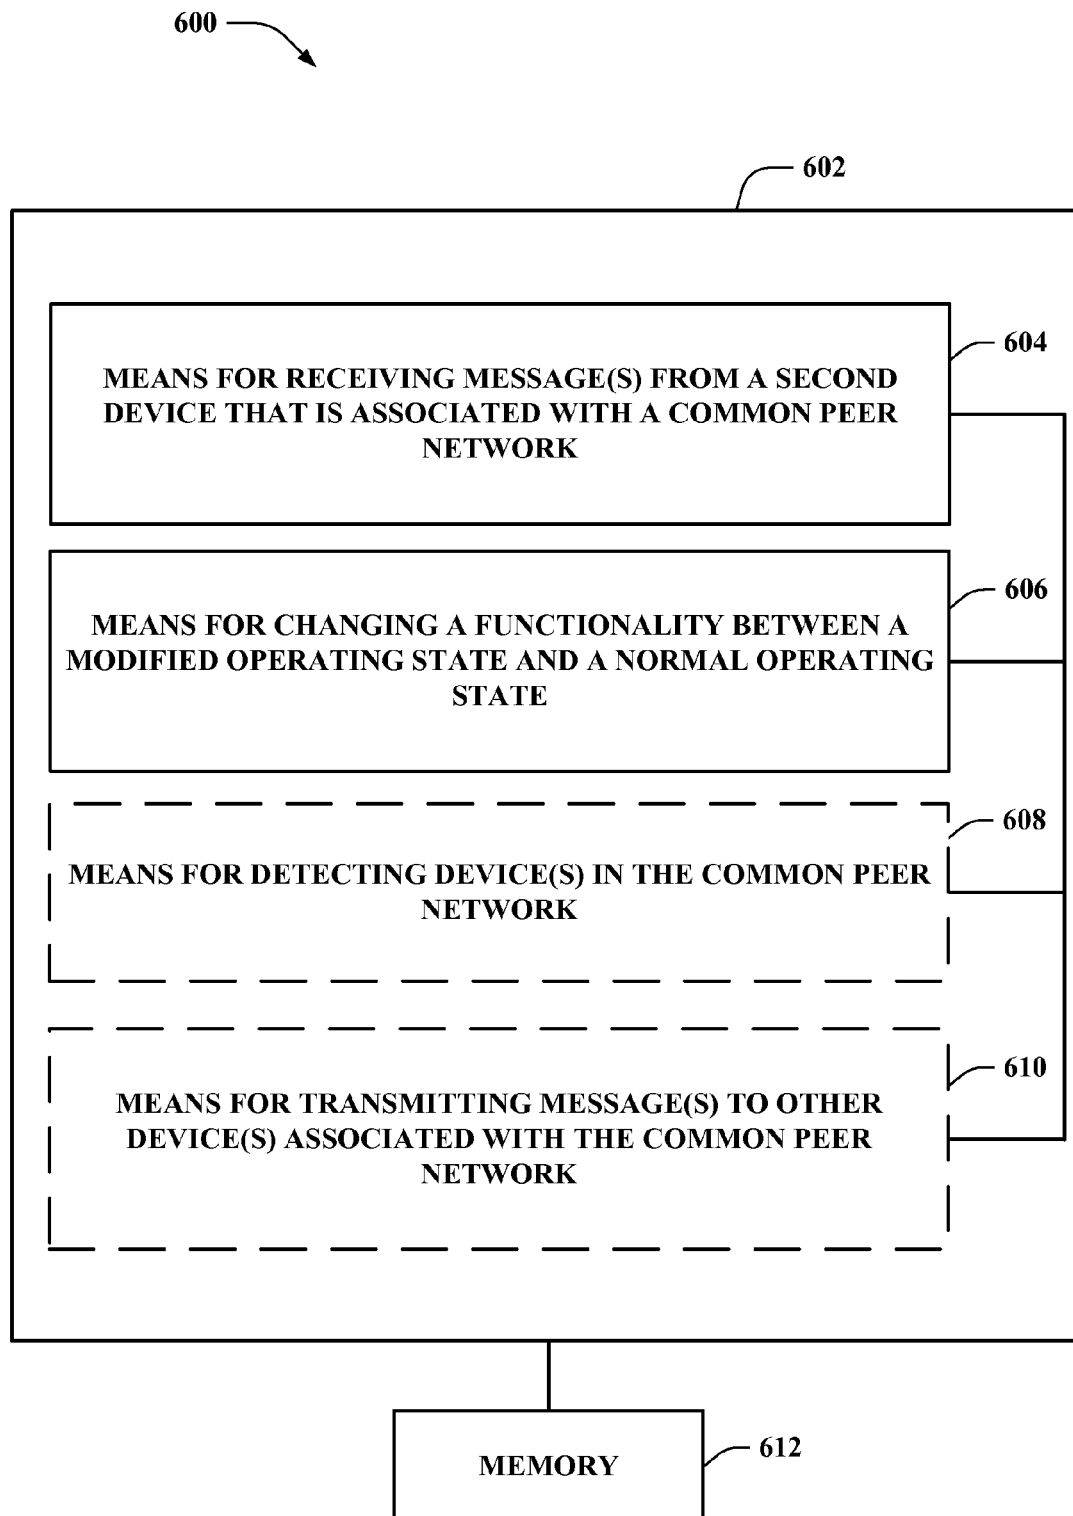 600
602
MEANS FOR RECEIVING MESSAGE(S) FROM A SECOND
DEVICE THAT IS ASSOCIATED WITH A COMMON PEER
NETWORK
604
MEANS FOR CHANGING A FUNCTIONALITY BETWEEN A
MODIFIED OPERATING STATE AND A NORMAL OPERATING
STATE
606
MEANS FOR DETECTING DEVICE(S) IN THE COMMON PEER
NETWORK
608
MEANS FOR TRANSMITTING MESSAGE(S) TO OTHER
DEVICE(S) ASSOCIATED WITH THE COMMON PEER
NETWORK
610
MEMORY
612